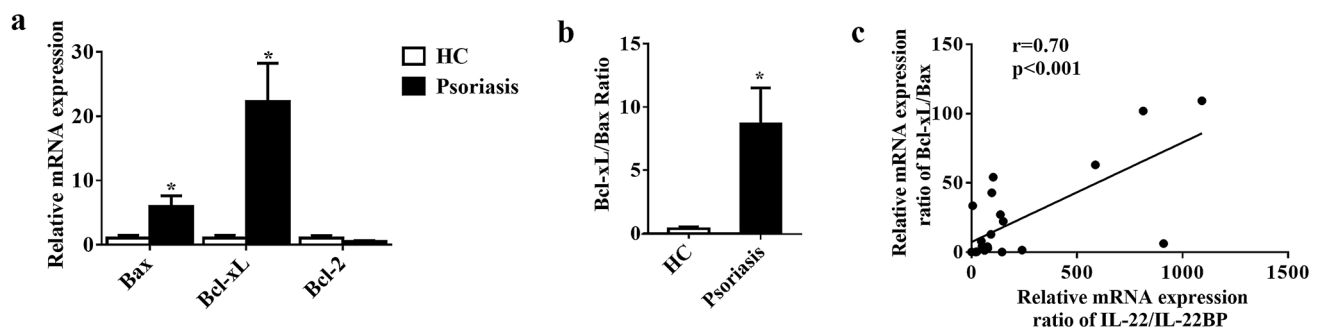 a
Relative mRNA expression
30
20
10
0
*
*
Bax
Bcl-xL
Bcl-2
HC
Psoriasis
b
Bcl-xL/Bax Ratio
15
10
5
0
*
HC
Psoriasis
c
Relative mRNA expression
ratio of Bcl-xL/Bax
150
100
50
0
r=0.70
p<0.001
0
500
1000
1500
Relative mRNA expression
ratio of IL-22/IL-22BP